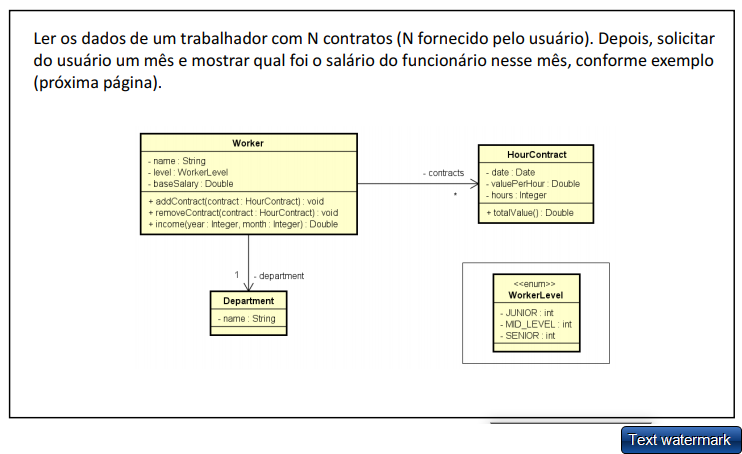 Ler os dados de um trabalhador com N contratos (N fornecido pelo usuário). Depois, solicitar
do usuário um mês e mostrar qual foi o salário do funcionário nesse mês, conforme exemplo
(próxima página).
Worker
- name : String
- level : WorkerLevel
- baseSalary : Double
+ addContract(contract : HourContract) : void
+ removeContract(contract : HourContract) : void
+ income(year : Integer, month : Integer) : Double
- contracts
*
HourContract
- date : Date
- valuePerHour : Double
- hours : Integer
+ totalValue() : Double
1 - department
Department
- name : String
<<enum>>
WorkerLevel
- JUNIOR : int
- MID_LEVEL : int
- SENIOR : int
Text watermark